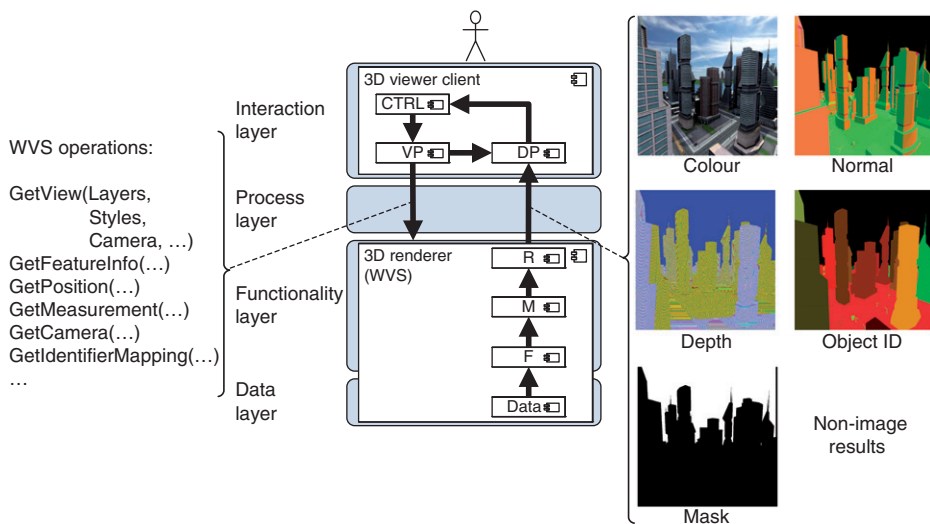 WVS operations:
GetView(Layers,
Styles,
Camera, …)
GetFeatureInfo(…)
GetPosition(…)
GetMeasurement(…)
GetCamera(…)
GetIdentifierMapping(…)
…
Interaction
layer
Process
layer
Functionality
layer
Data
layer
3D viewer client
CTRL
VP
DP
3D renderer
(WVS)
R
M
F
Data
Colour
Normal
Depth
Object ID
Mask
Non-image
results